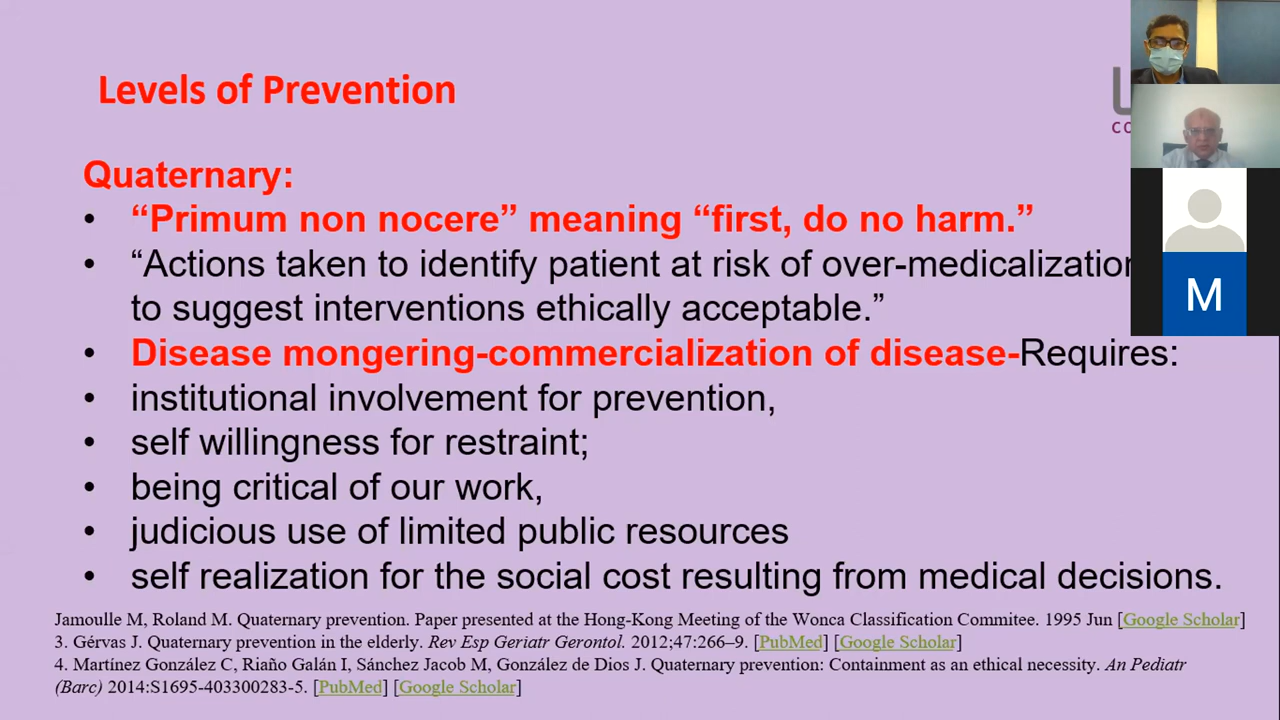 Levels of Prevention
Quaternary:
• “Primum non nocere” meaning “first, do no harm.”
• “Actions taken to identify patient at risk of over-medicalization
to suggest interventions ethically acceptable.”
• Disease mongering-commercialization of disease-Requires:
• institutional involvement for prevention,
• self willingness for restraint;
• being critical of our work,
• judicious use of limited public resources
• self realization for the social cost resulting from medical decisions.
Jamoulle M, Roland M. Quaternary prevention. Paper presented at the Hong-Kong Meeting of the Wonca Classification Commitee. 1995 Jun [Google Scholar]
3. Gérvas J. Quaternary prevention in the elderly. Rev Esp Geriatr Gerontol. 2012;47:266–9. [PubMed] [Google Scholar]
4. Martínez González C, Riaño Galán I, Sánchez Jacob M, González de Dios J. Quaternary prevention: Containment as an ethical necessity. An Pediatr
(Barc) 2014:S1695-403300283-5. [PubMed] [Google Scholar]
M